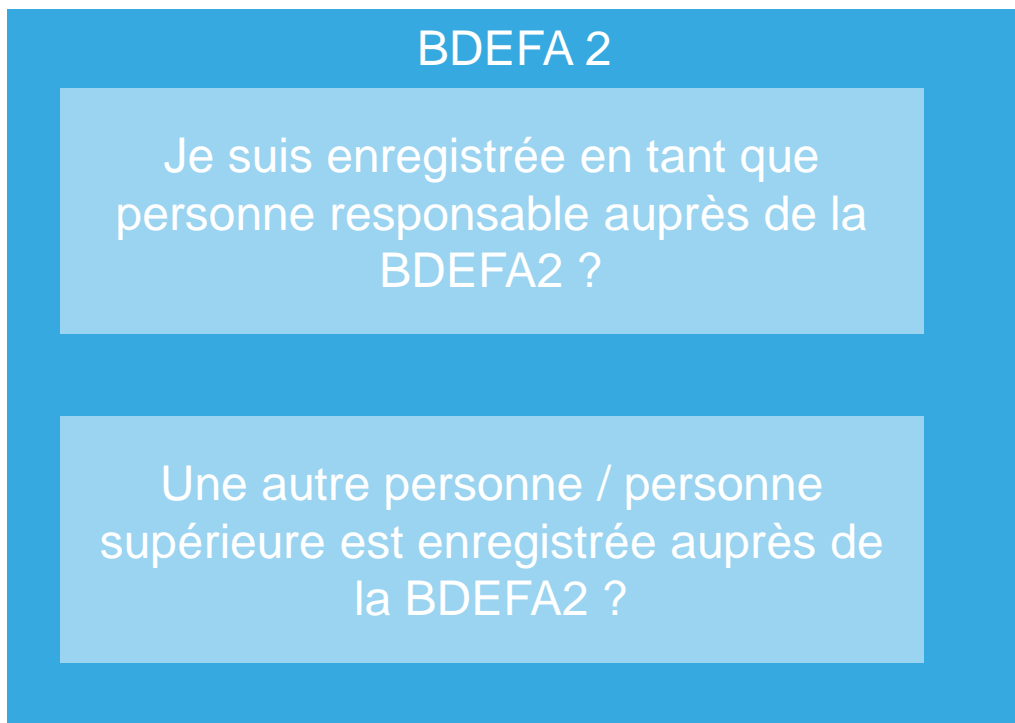 BDEFA 2
Je suis enregistrée en tant que
personne responsable auprès de la
BDEFA2 ?
Une autre personne / personne
supérieure est enregistrée auprès de
la BDEFA2 ?